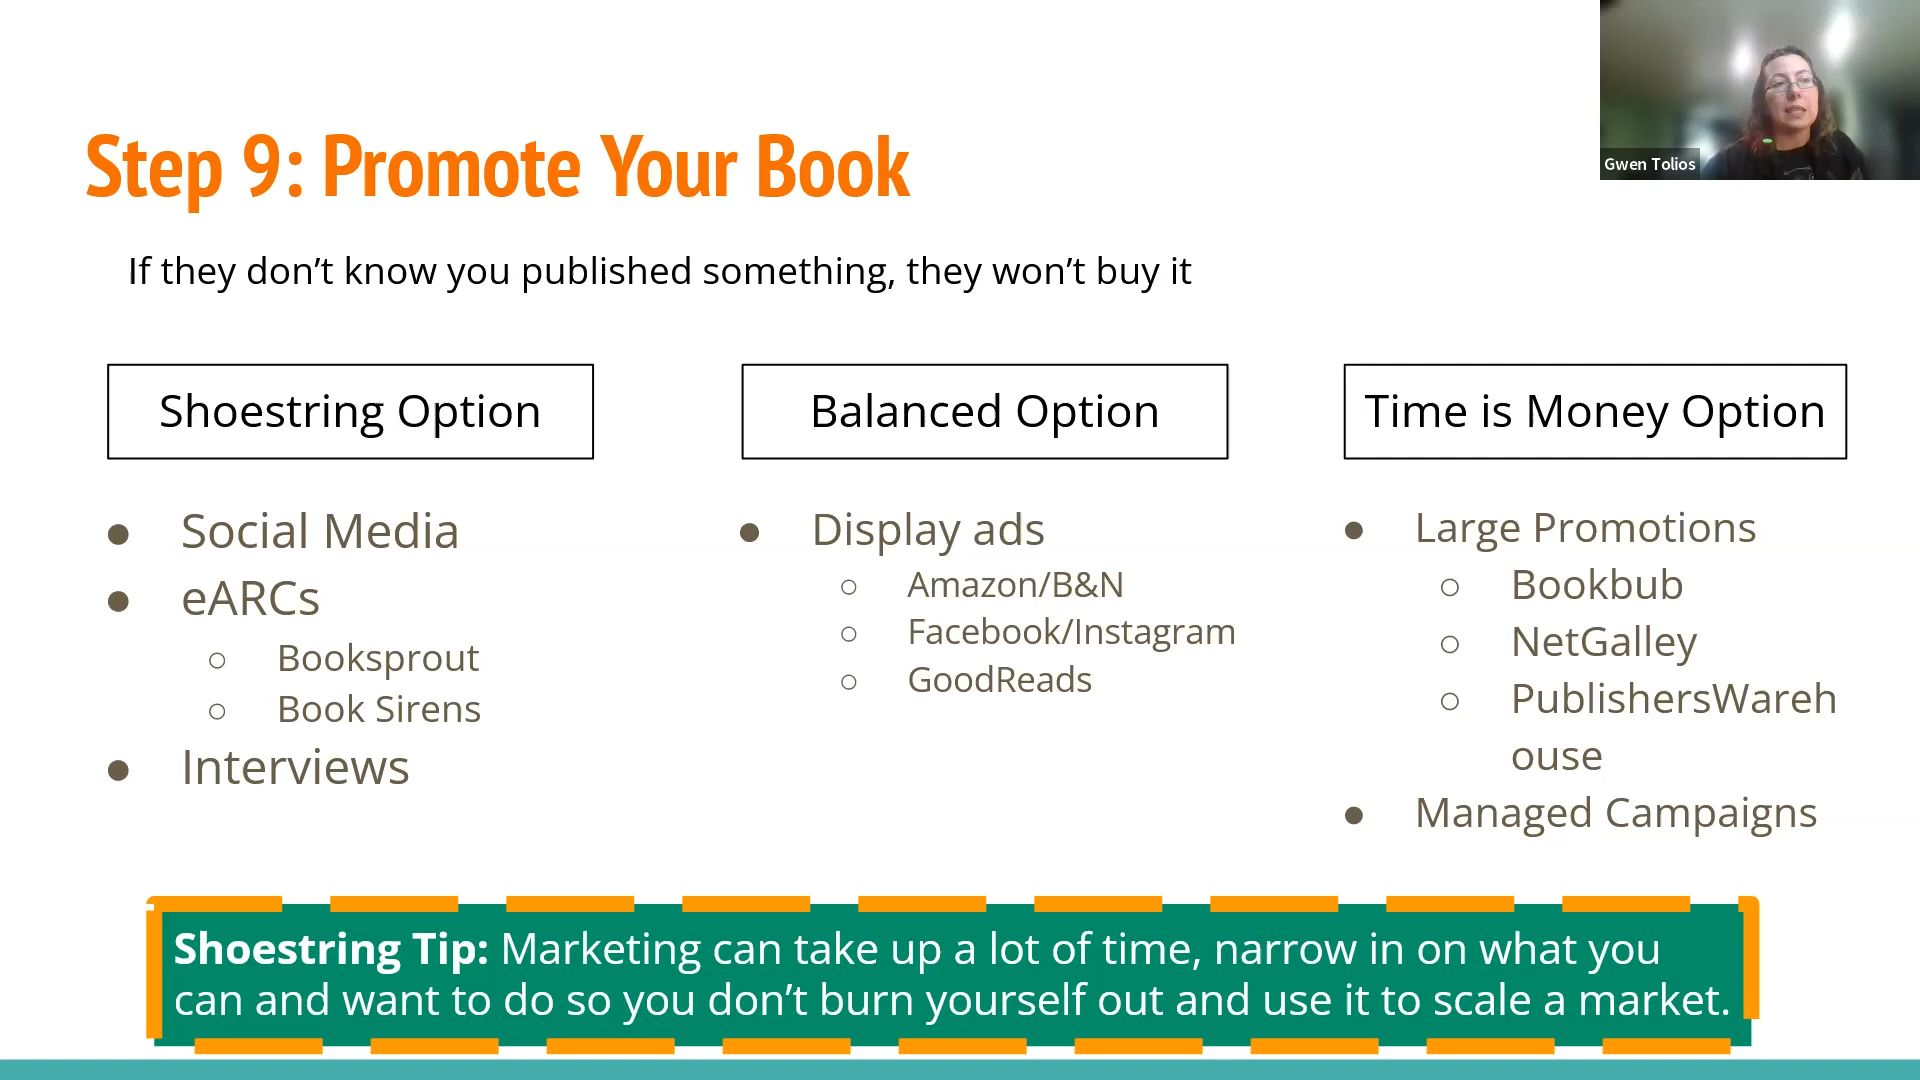 Step 9: Promote Your Book
Gwen Tolios
If they don’t know you published something, they won’t buy it
Shoestring Option
● Social Media
● eARCs
○ Booksprout
○ Book Sirens
● Interviews
Balanced Option
● Display ads
○ Amazon/B&N
○ Facebook/Instagram
○ GoodReads
Time is Money Option
● Large Promotions
○ Bookbub
○ NetGalley
○ PublishersWareh
ouse
● Managed Campaigns
Shoestring Tip: Marketing can take up a lot of time, narrow in on what you
can and want to do so you don’t burn yourself out and use it to scale a market.